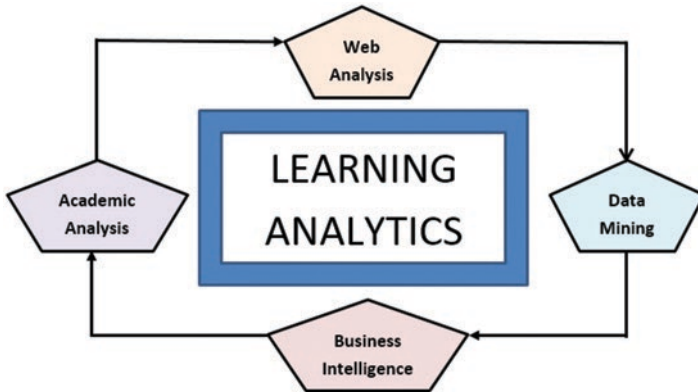 Web
Analysis
LEARNING
ANALYTICS
Academic
Analysis
Data
Mining
Business
Intelligence